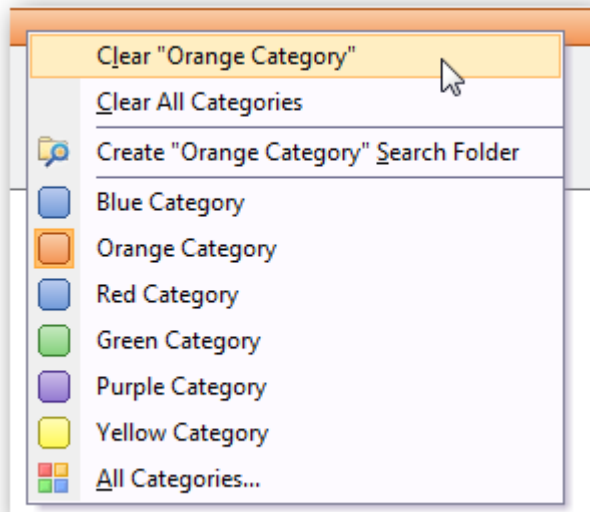 Clear "Orange Category"
Clear All Categories
Create "Orange Category" Search Folder
Blue Category
Orange Category
Red Category
Green Category
Purple Category
Yellow Category
All Categories...